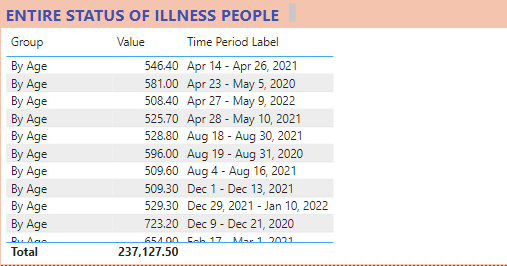 ENTIRE STATUS OF ILLNESS PEOPLE
Group Value Time Period Label
By Age 546.40 Apr 14 - Apr 26, 2021
By Age 581.00 Apr 23 - May 5, 2020
By Age 508.40 Apr 27 - May 9, 2022
By Age 525.70 Apr 28 - May 10, 2021
By Age 528.80 Aug 18 - Aug 30, 2021
By Age 596.00 Aug 19 - Aug 31, 2020
By Age 509.60 Aug 4 - Aug 16, 2021
By Age 509.30 Dec 1 - Dec 13, 2021
By Age 529.30 Dec 29, 2021 - Jan 10, 2022
By Age 723.20 Dec 9 - Dec 21, 2020
By Age 654.90 Feb 17 - Mar 1, 2021
Total 237,127.50